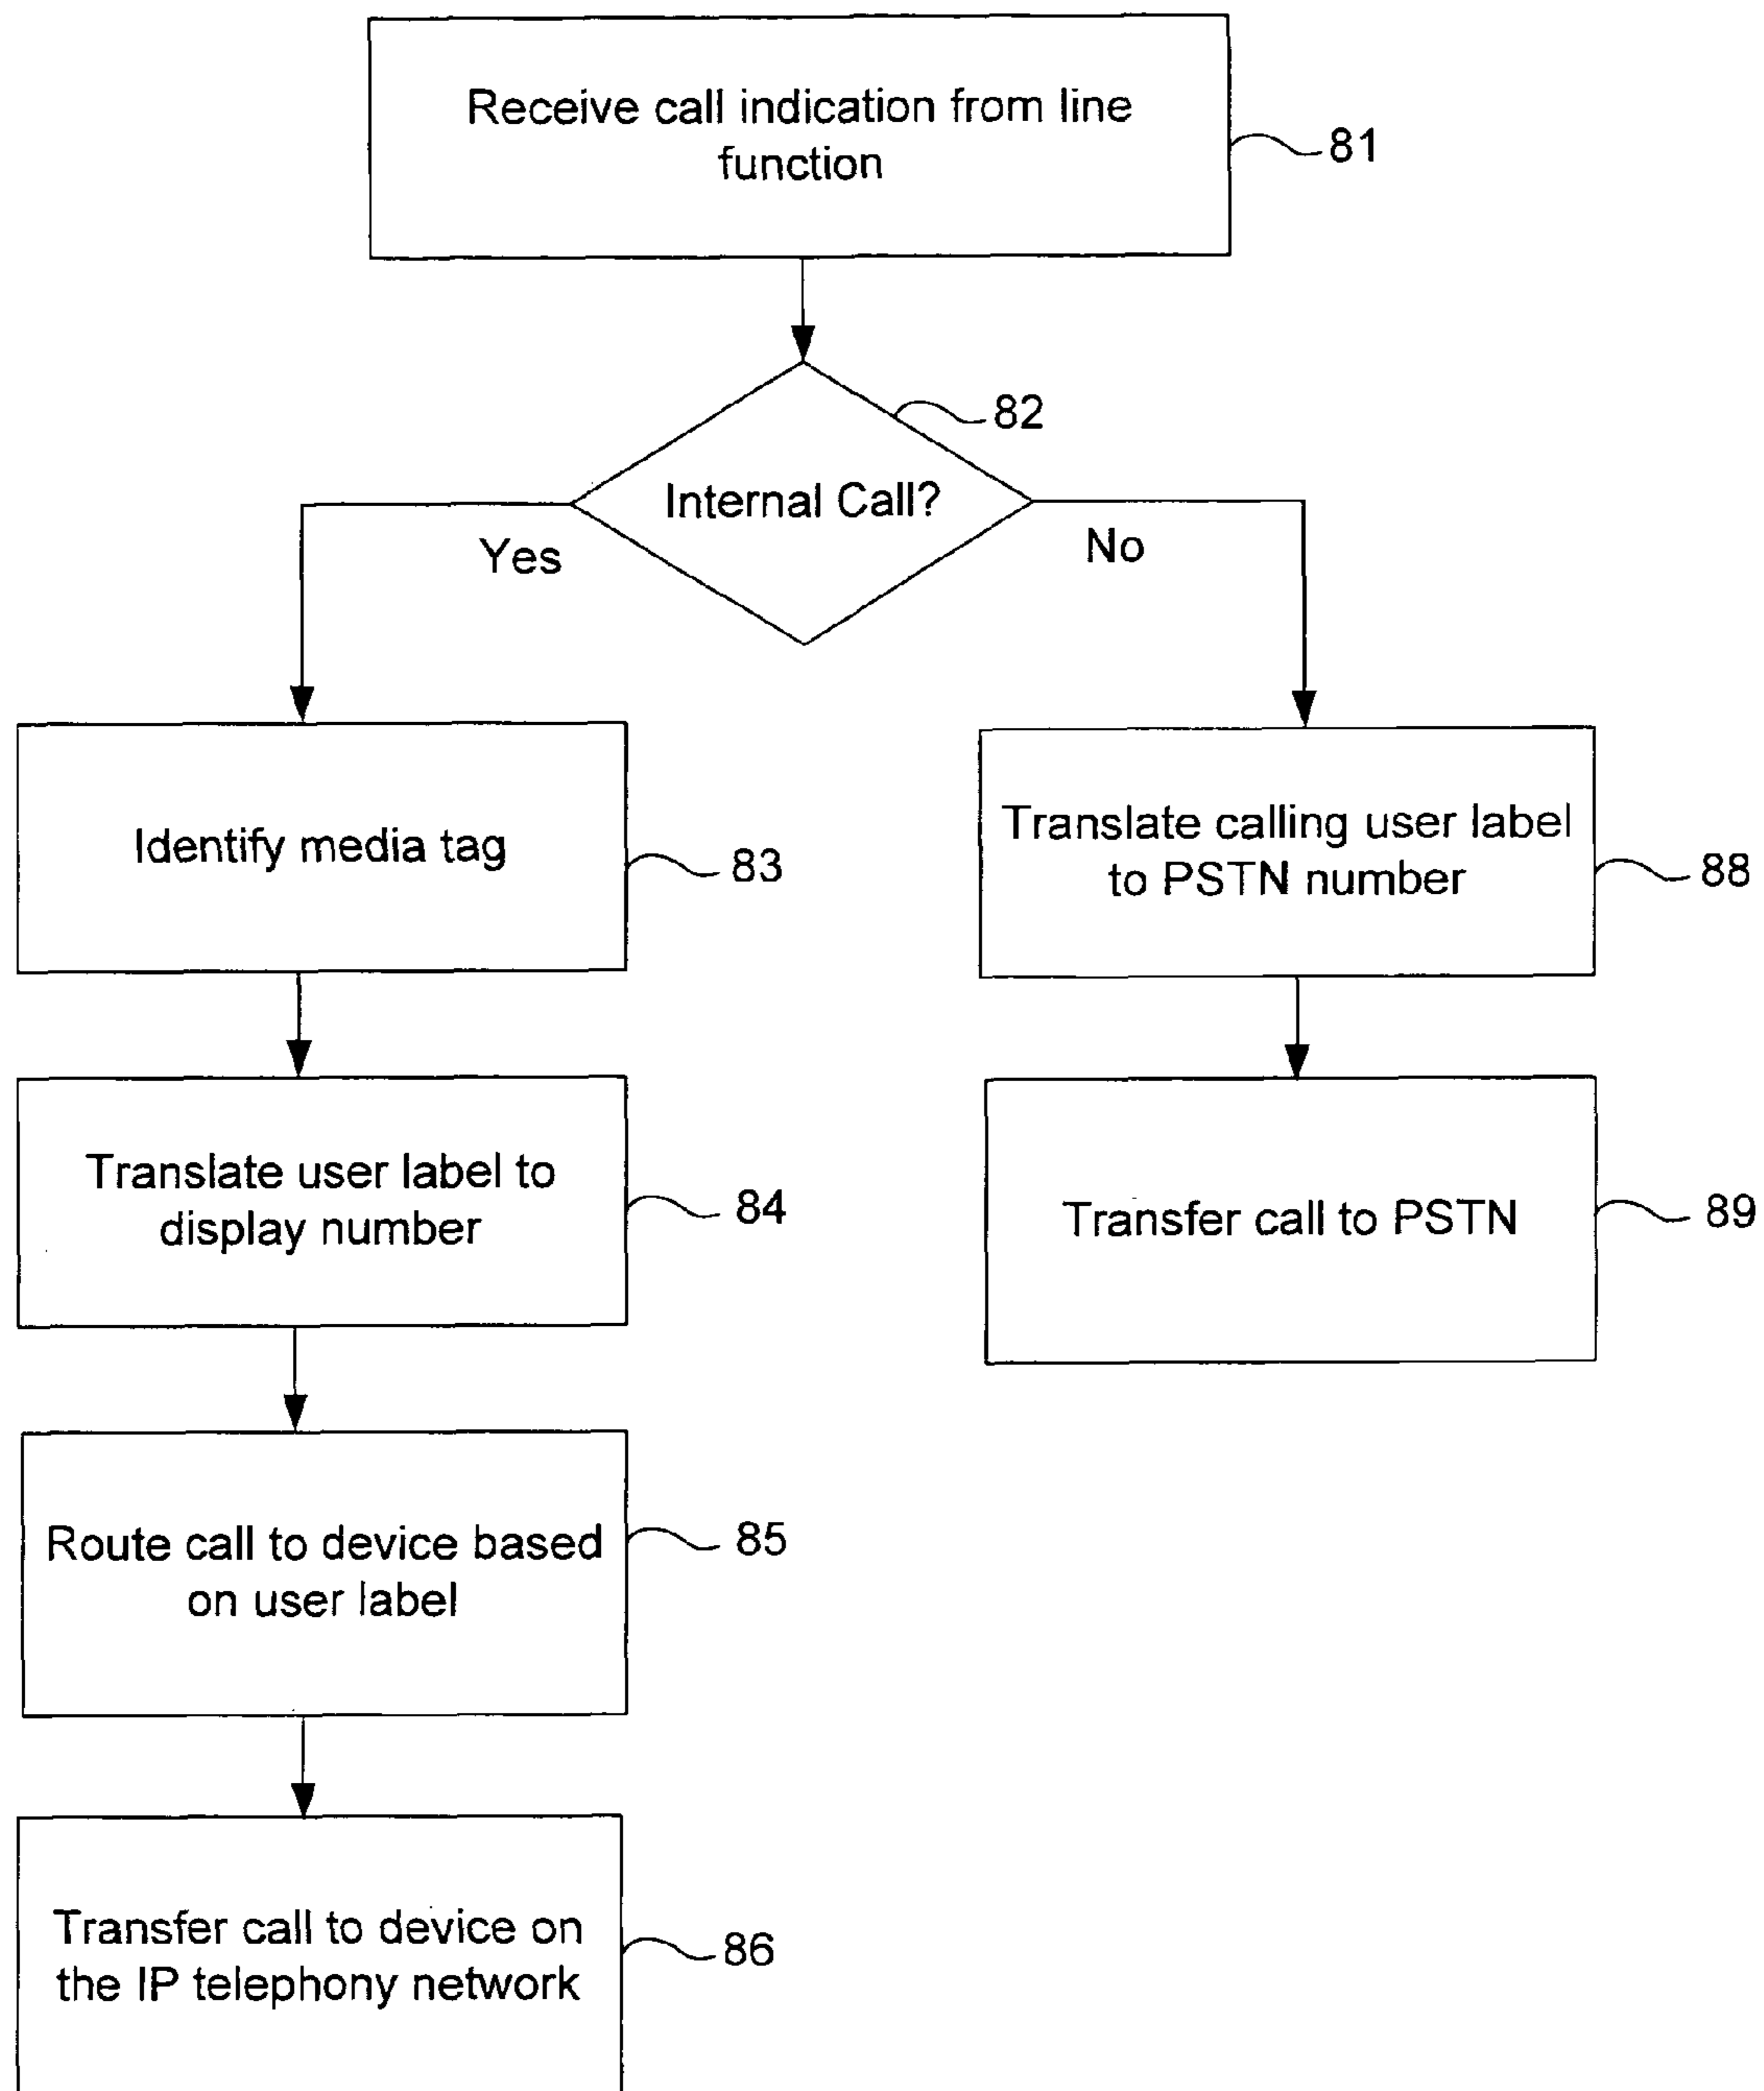 Receive call indication from line
function
81
82
Internal Call?
Yes
No
Identify media tag
83
Translate calling user label
to PSTN number
88
Translate user label to
display number
84
Transfer call to PSTN
89
Route call to device based
on user label
85
Transfer call to device on
the IP telephony network
86